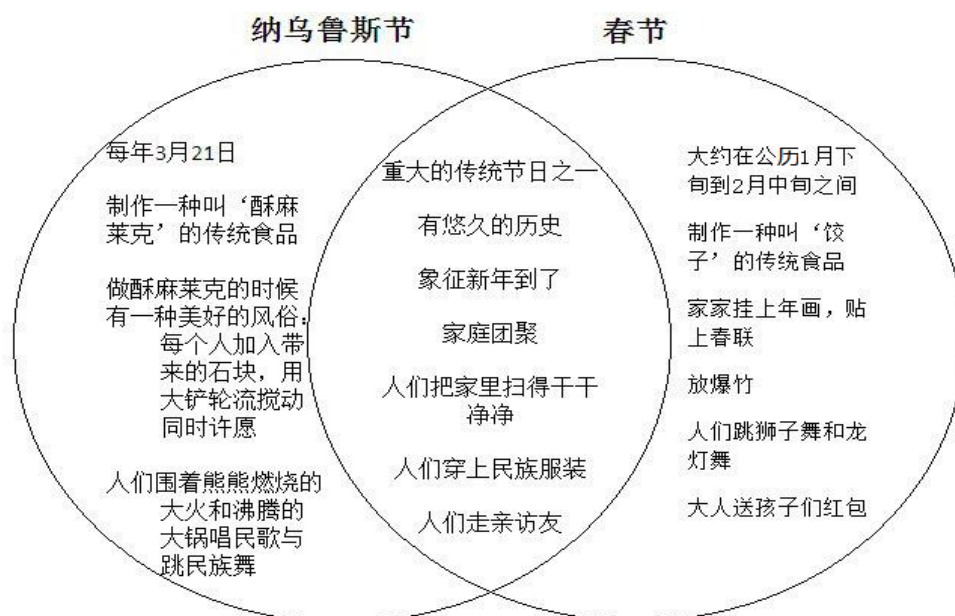 纳乌鲁斯节
春节
每年3月21日
制作一种叫‘酥麻
莱克’的传统食品
做酥麻莱克的时候
有一种美好的风俗：
每个人加入带
来的石块，用
大铲轮流搅动
同时许愿
人们围着熊熊燃烧的
大火和沸腾的
大锅唱民歌与
跳民族舞
重大的传统节日之一
有悠久的历史
象征新年到了
家庭团聚
人们把家里扫得干干
净净
人们穿上民族服装
人们走亲访友
大约在公历1月下
旬到2月中旬之间
制作一种叫‘饺
子’的传统食品
家家挂上年画，贴
上春联
放爆竹
人们跳狮子舞和龙
灯舞
大人送孩子们红包